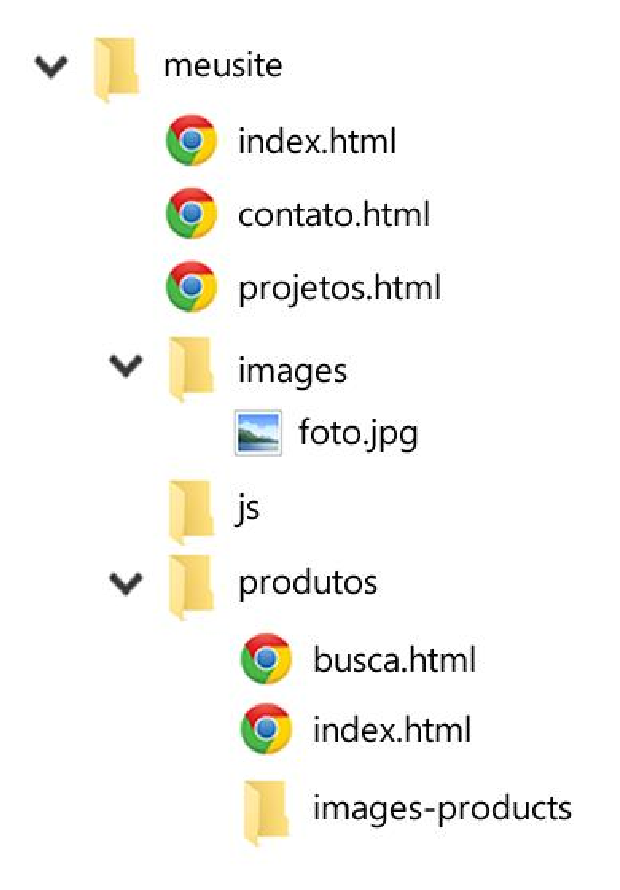 meusite
index.html
contato.html
projetos.html
images
foto.jpg
js
produtos
busca.html
index.html
images-products